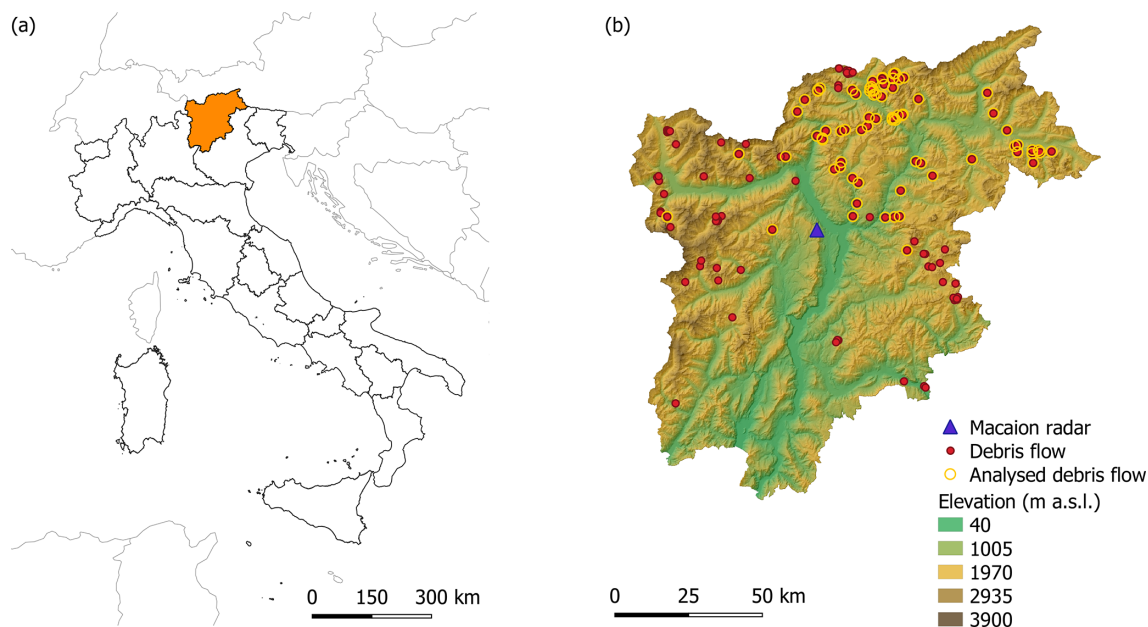 (a)
(b)
Macaion radar
Debris flow
Analysed debris flow
Elevation (m a.s.l.)
40
1005
1970
2935
3900
0 150 300 km
0 25 50 km